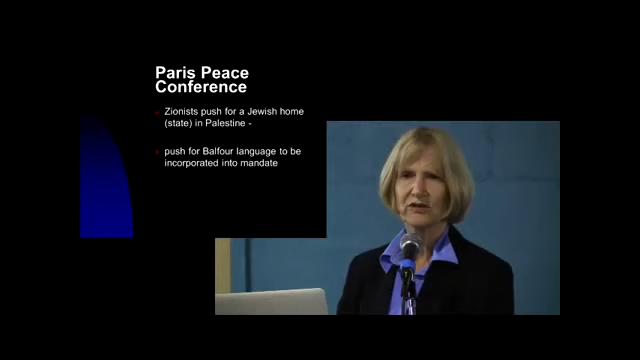 Paris Peace
Conference
Zionists push for a Jewish home
(state) in Palestine -
push for Balfour language to be
incorporated into mandate